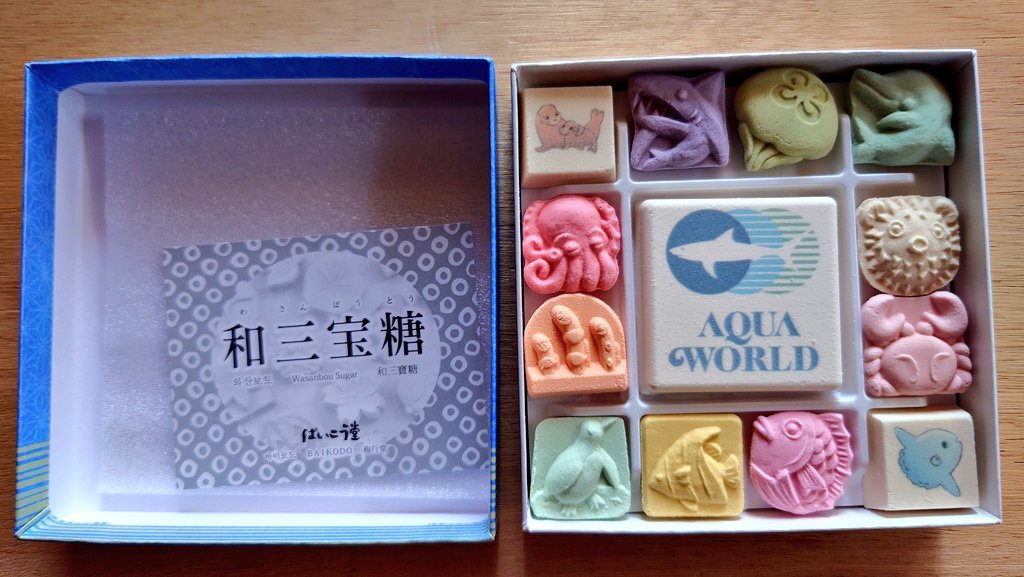 わさんぼうとう
和三宝糖
와산보토 Wasanbou Sugar 和三寶糖
ばいこう堂
바이코도 BAIKODO 梅行堂
AQUA
WORLD